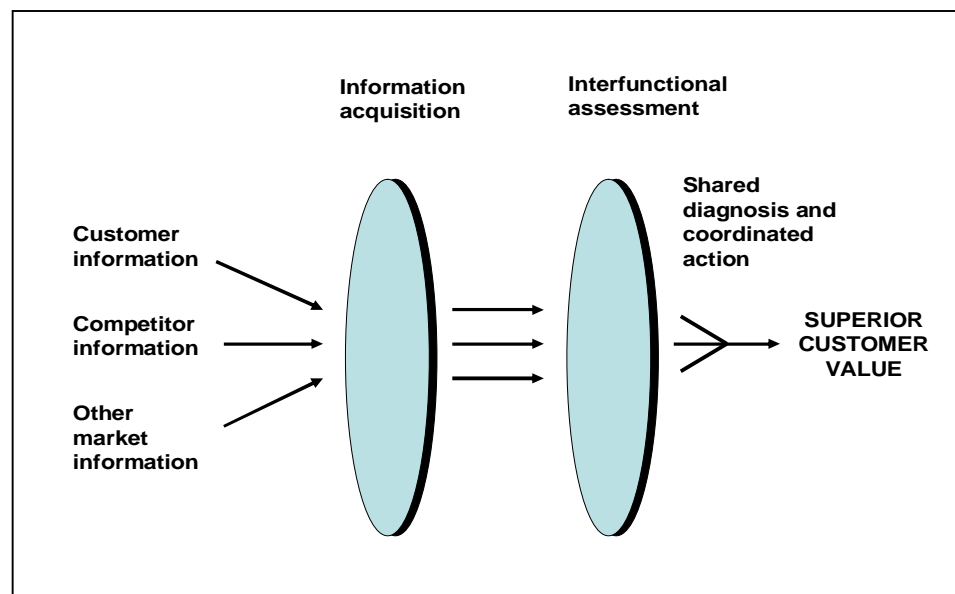 Information
acquisition
Interfunctional
assessment
Shared
diagnosis and
coordinated
action
Customer
information
Competitor
information
Other
market
information
SUPERIOR
CUSTOMER
VALUE